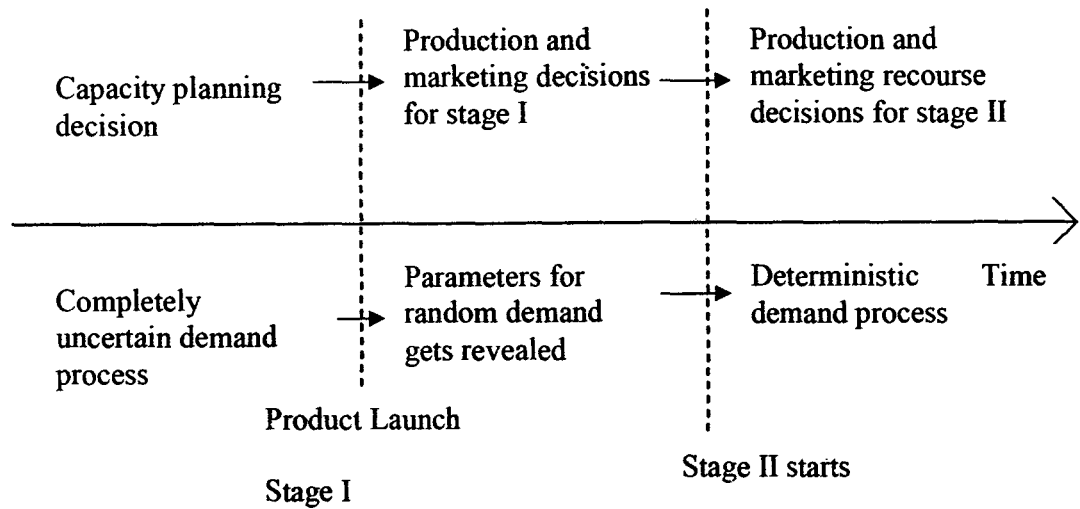 Capacity planning
decision
Production and
marketing decisions
for stage I
Production and
marketing recourse
decisions for stage II
Completely
uncertain demand
process
Parameters for
random demand
gets revealed
Deterministic
demand process
Time
Product Launch
Stage I
Stage II starts